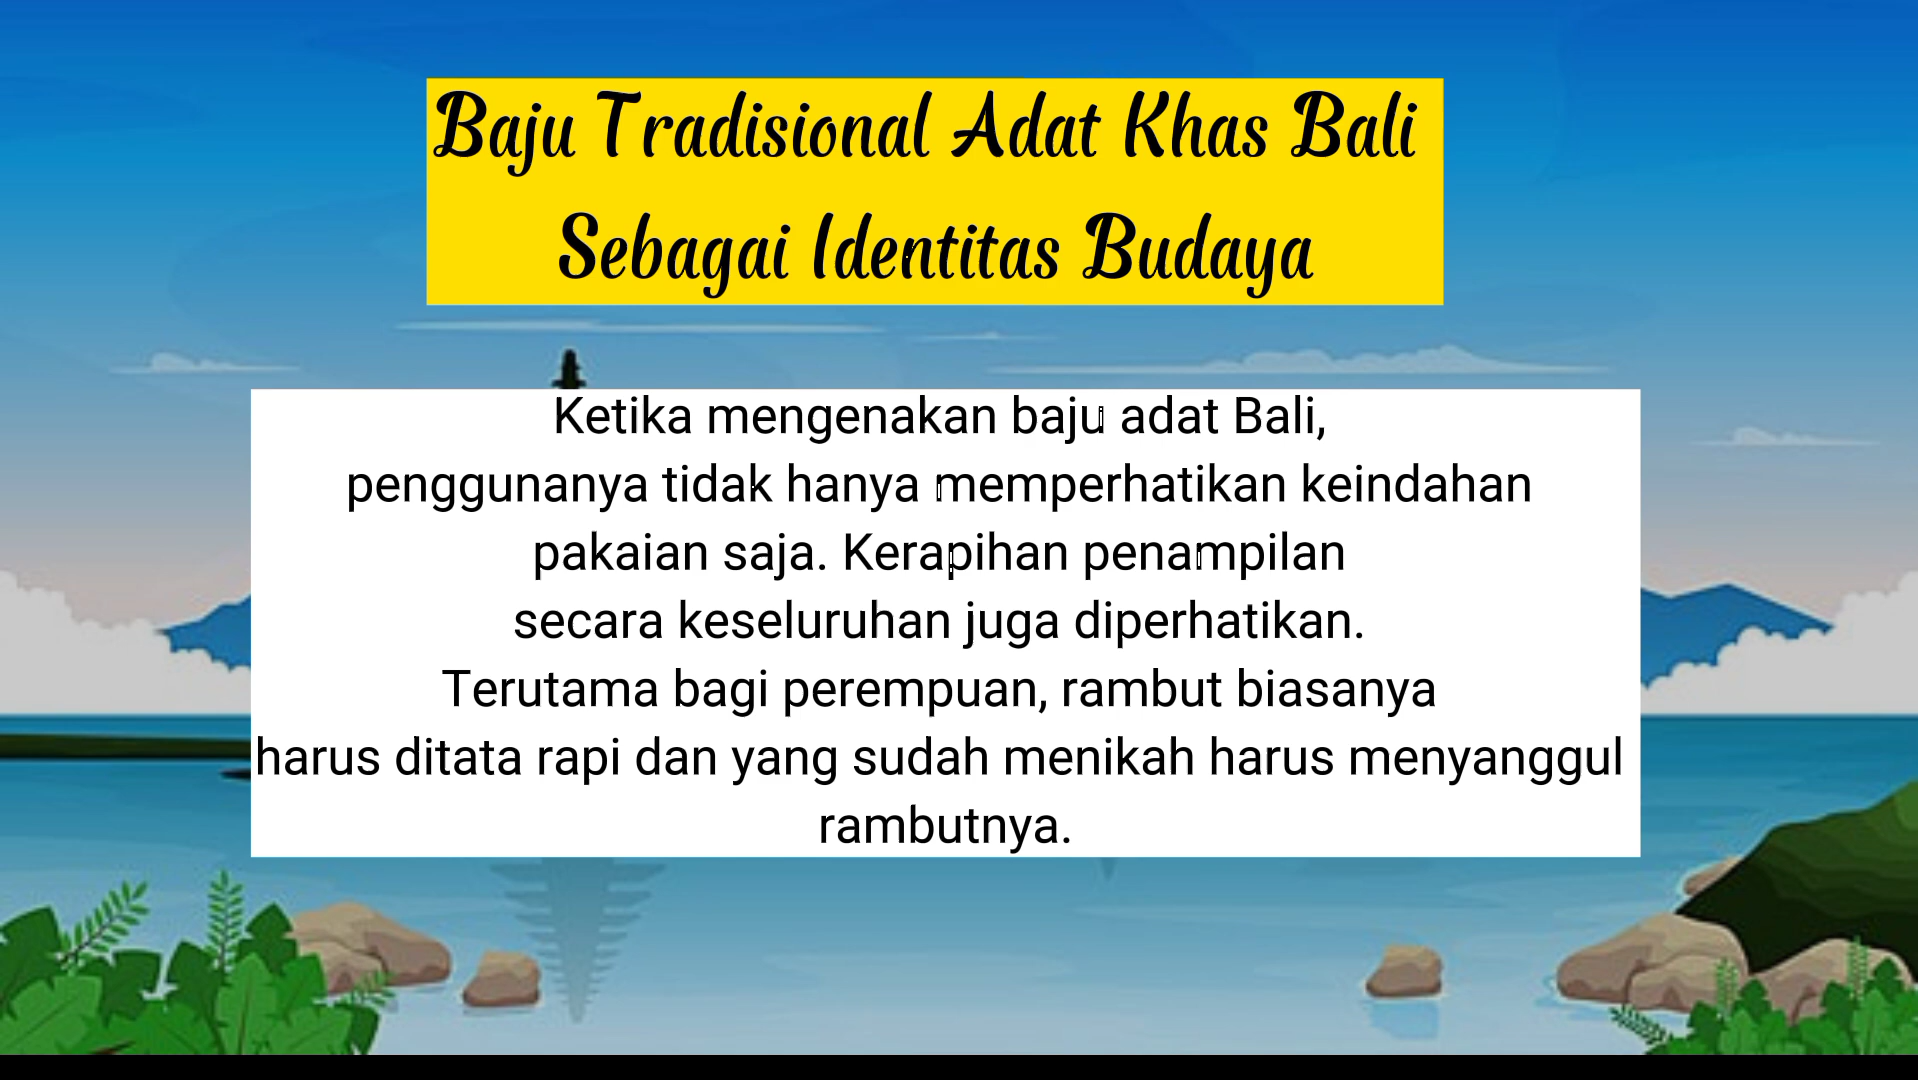 Baju Tradisional Adat Khas Bali
Sebagai Identitas Budaya
Ketika mengenakan baju adat Bali,
penggunanya tidak hanya memperhatikan keindahan
pakaian saja. Kerapihan penampilan
secara keseluruhan juga diperhatikan.
Terutama bagi perempuan, rambut biasanya
harus ditata rapi dan yang sudah menikah harus menyanggul
rambutnya.